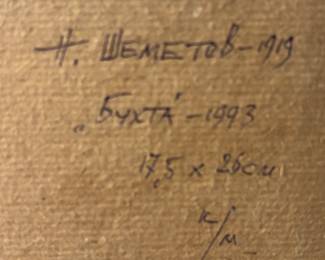 Н. ШЕМЕТОВ-1919
"БУХТА" - 1993
17,5 x 26см
к/м